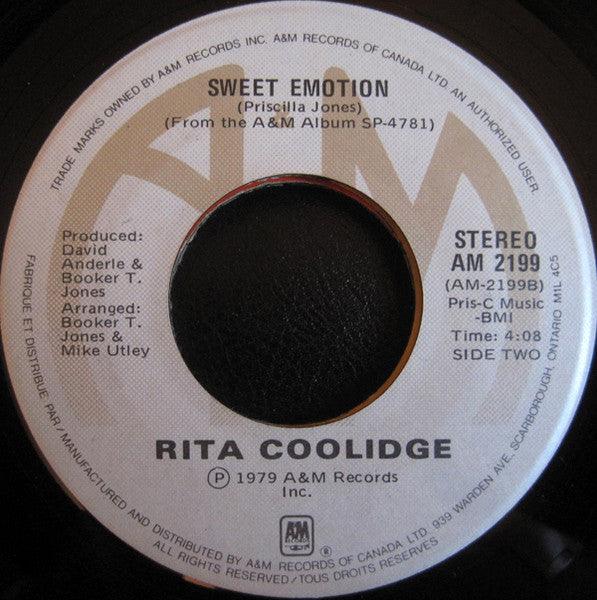 TRADE MARKS OWNED BY A&M RECORDS INC. A&M RECORDS OF CANADA LTD. AN AUTHORIZED USER.
SWEET EMOTION
(Priscilla Jones)
(From the A&M Album SP-4781)
Produced:
David
Anderle &
Booker T.
Jones
Arranged:
Booker T.
Jones &
Mike Utley
STEREO
AM 2199
(AM-2199B)
Pris-C Music
-BMI
Time: 4:08
SIDE TWO
RITA COOLIDGE
Ⓟ 1979 A&M Records
Inc.
A&M
RECORDS
®
FABRIQUE ET DISTRIBUE PAR/MANUFACTURED AND DISTRIBUTED BY A&M RECORDS OF CANADA LTD. 939 WARDEN AVE., SCARBOROUGH, ONTARIO M1L 4C5
ALL RIGHTS RESERVED/TOUS DROITS RESERVES